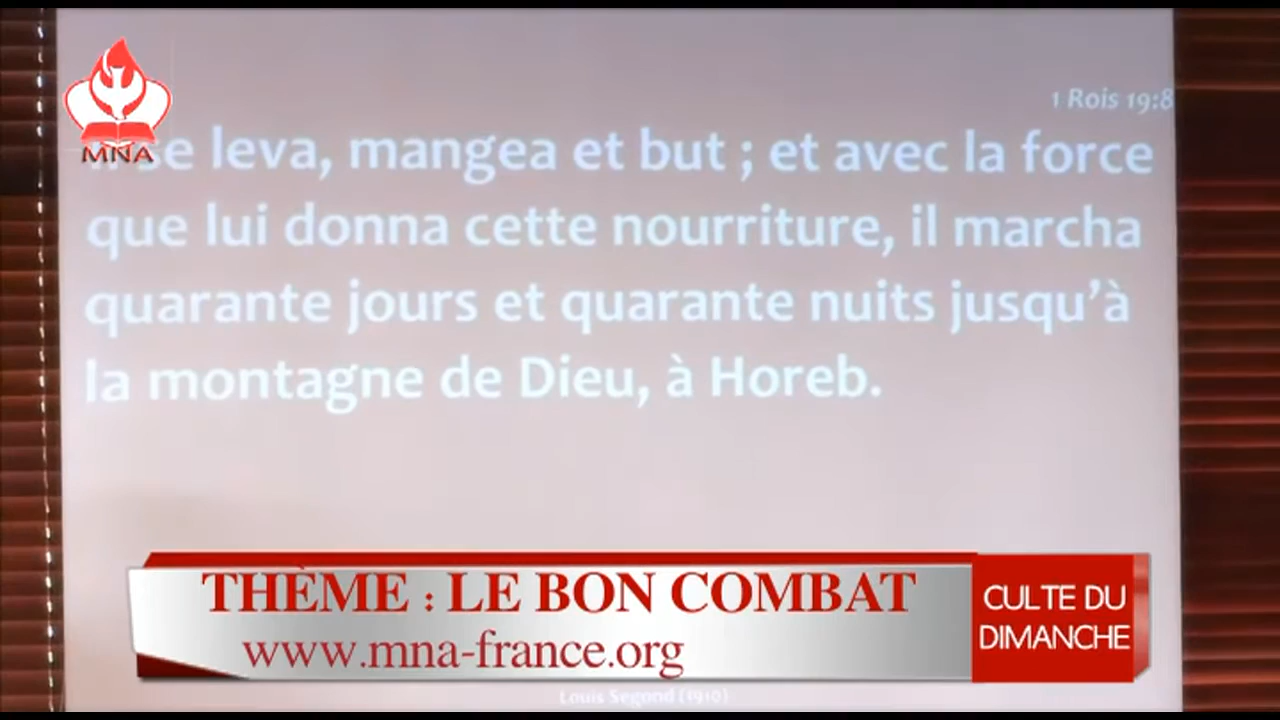 MNA
1 Rois 19:8
se leva, mangea et but ; et avec la force
que lui donna cette nourriture, il marcha
quarante jours et quarante nuits jusqu’à
la montagne de Dieu, à Horeb.
THÈME : LE BON COMBAT
www.mna-france.org
CULTE DU
DIMANCHE
Louis Segond (1910)